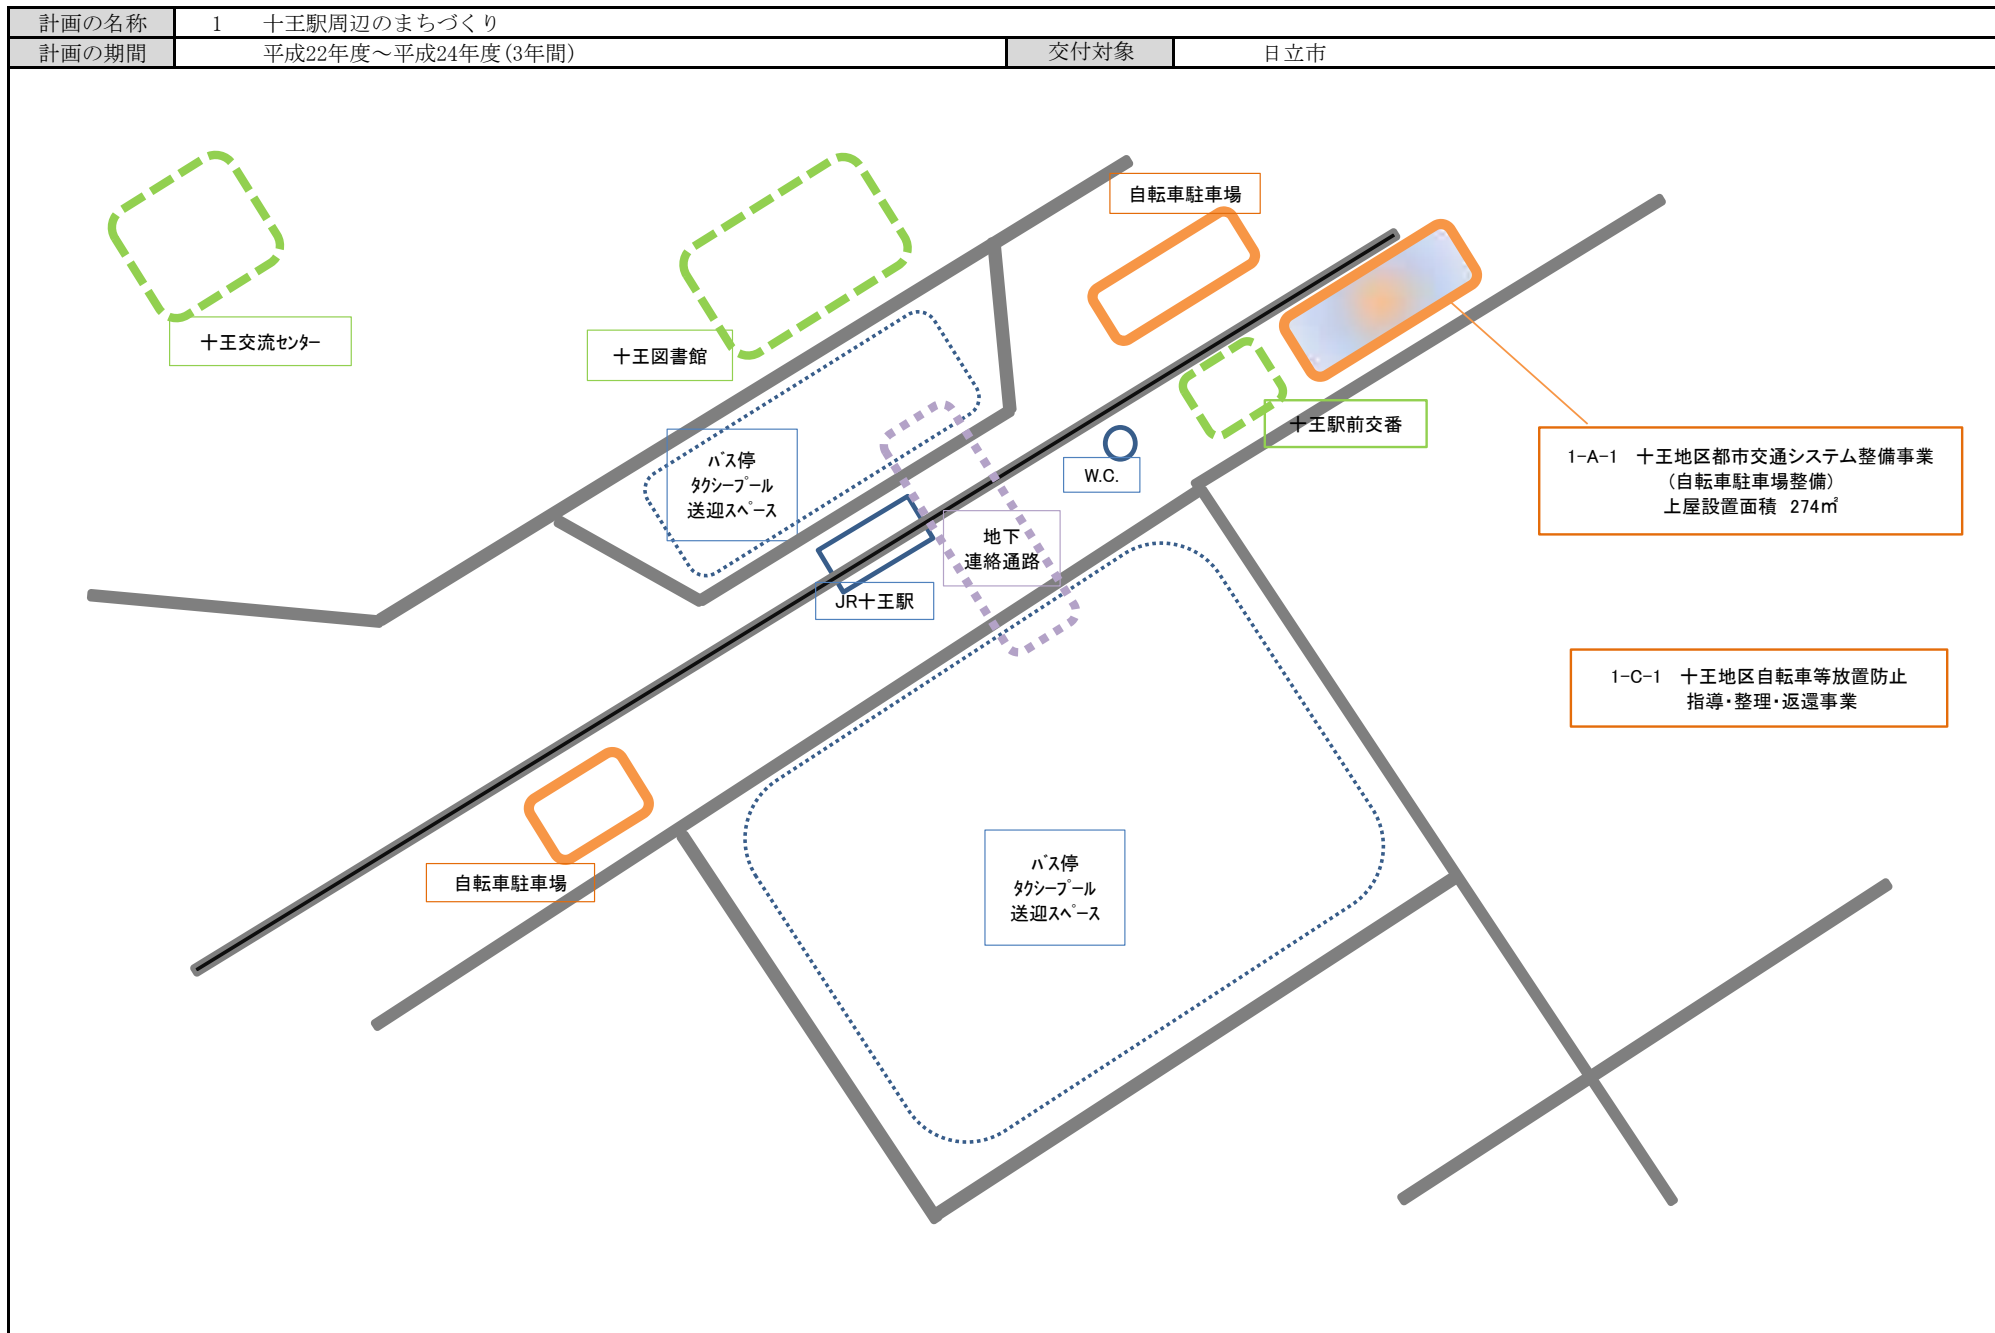 計画の名称 1 十王駅周辺のまちづくり
計画の期間 平成22年度～平成24年度(3年間) 交付対象 日立市
自転車駐車場
十王交流ｾﾝﾀｰ
十王図書館
十王駅前交番
ﾊﾞｽ停
ﾀｸｼｰﾌﾟｰﾙ
送迎ｽﾍﾟｰｽ
W.C.
1-A-1 十王地区都市交通システム整備事業
(自転車駐車場整備)
上屋設置面積 274㎡
地下
連絡通路
JR十王駅
1-C-1 十王地区自転車等放置防止
指導・整理・返還事業
自転車駐車場
ﾊﾞｽ停
ﾀｸｼｰﾌﾟｰﾙ
送迎ｽﾍﾟｰｽ